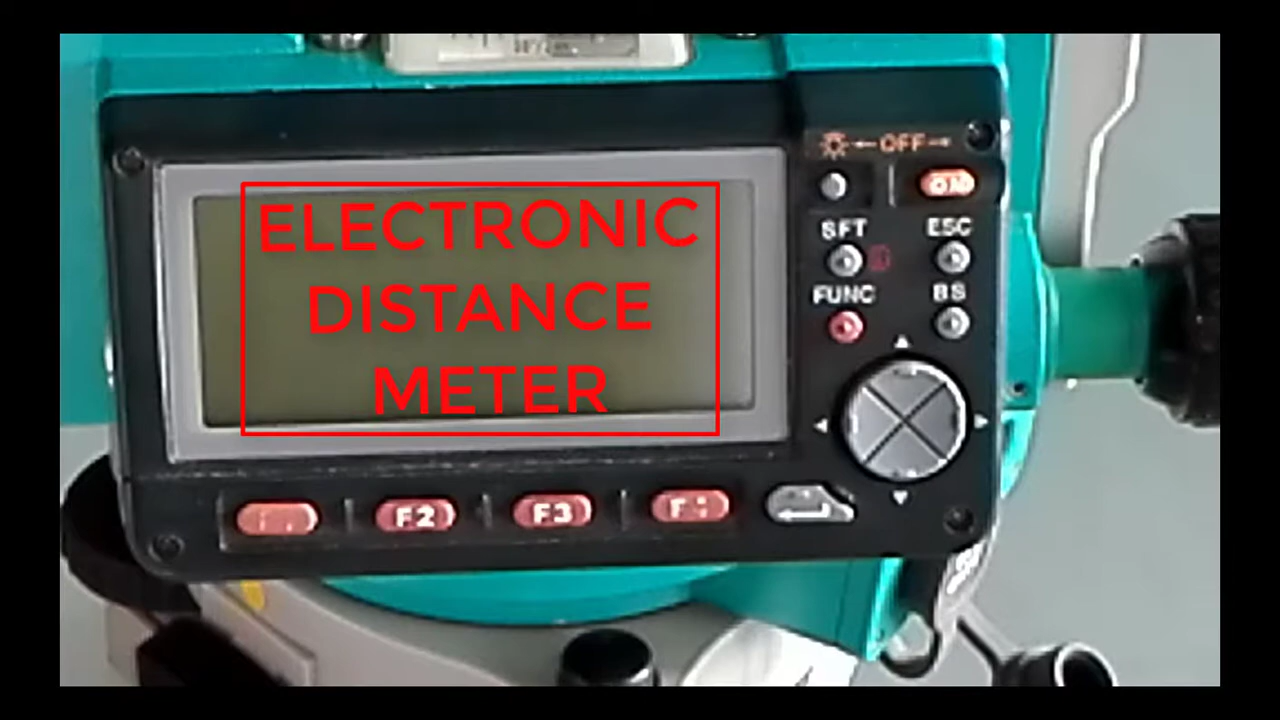 ←OFF→
ON
ELECTRONIC
DISTANCE
METER
SFT
ESC
FUNC
BS
F2
F3